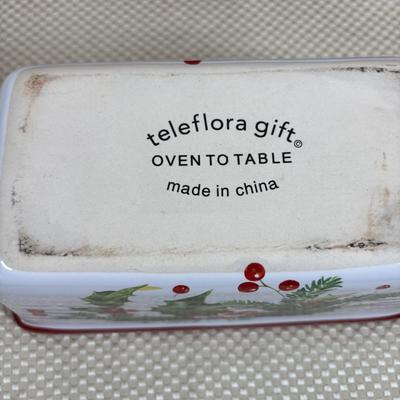 teleflora gift©
OVEN TO TABLE
made in china